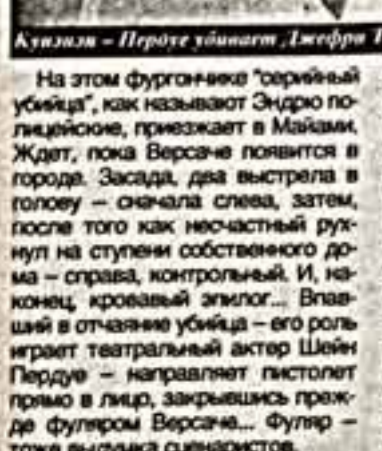 Кунэнэн – Пердуе убивает Джефри Т
На этом фургончике "серийный
убийца", как называют Эндрю по-
лицейские, приезжает в Майами.
Ждет, пока Версаче появится в
городе. Засада, два выстрела в
голову – сначала слева, затем,
после того как несчастный рух-
нул на ступени собственного до-
ма – справа, контрольный. И, на-
конец, кровавый эпилог... Впав-
ший в отчаяние убийца – его роль
играет театральный актер Шейн
Пердуе – направляет пистолет
прямо в лицо, закрывшись преж-
де фуляром Версаче... Фуляр –
тоже выдумка сценаристов.